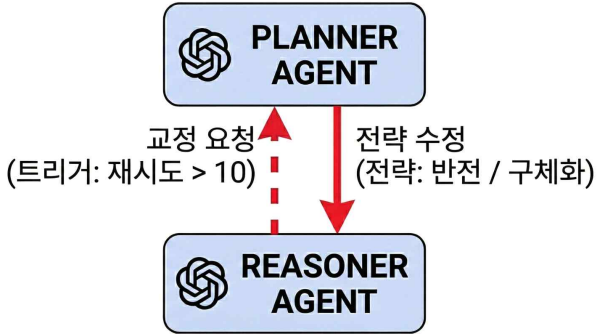 PLANNER
AGENT
교정 요청
(트리거: 재시도 > 10)
전략 수정
(전략: 반전 / 구체화)
REASONER
AGENT